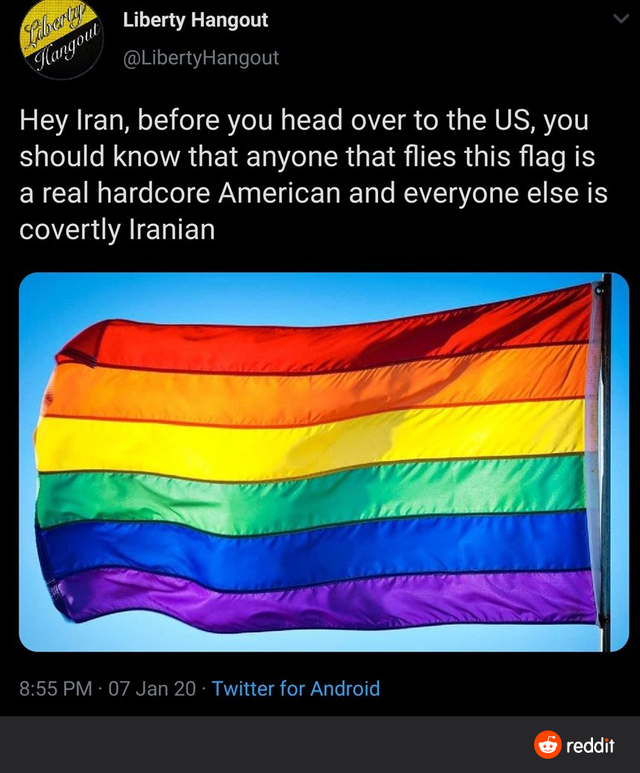 Liberty
Hangout
Liberty Hangout
@LibertyHangout
Hey Iran, before you head over to the US, you
should know that anyone that flies this flag is
a real hardcore American and everyone else is
covertly Iranian
8:55 PM · 07 Jan 20 · Twitter for Android
reddit